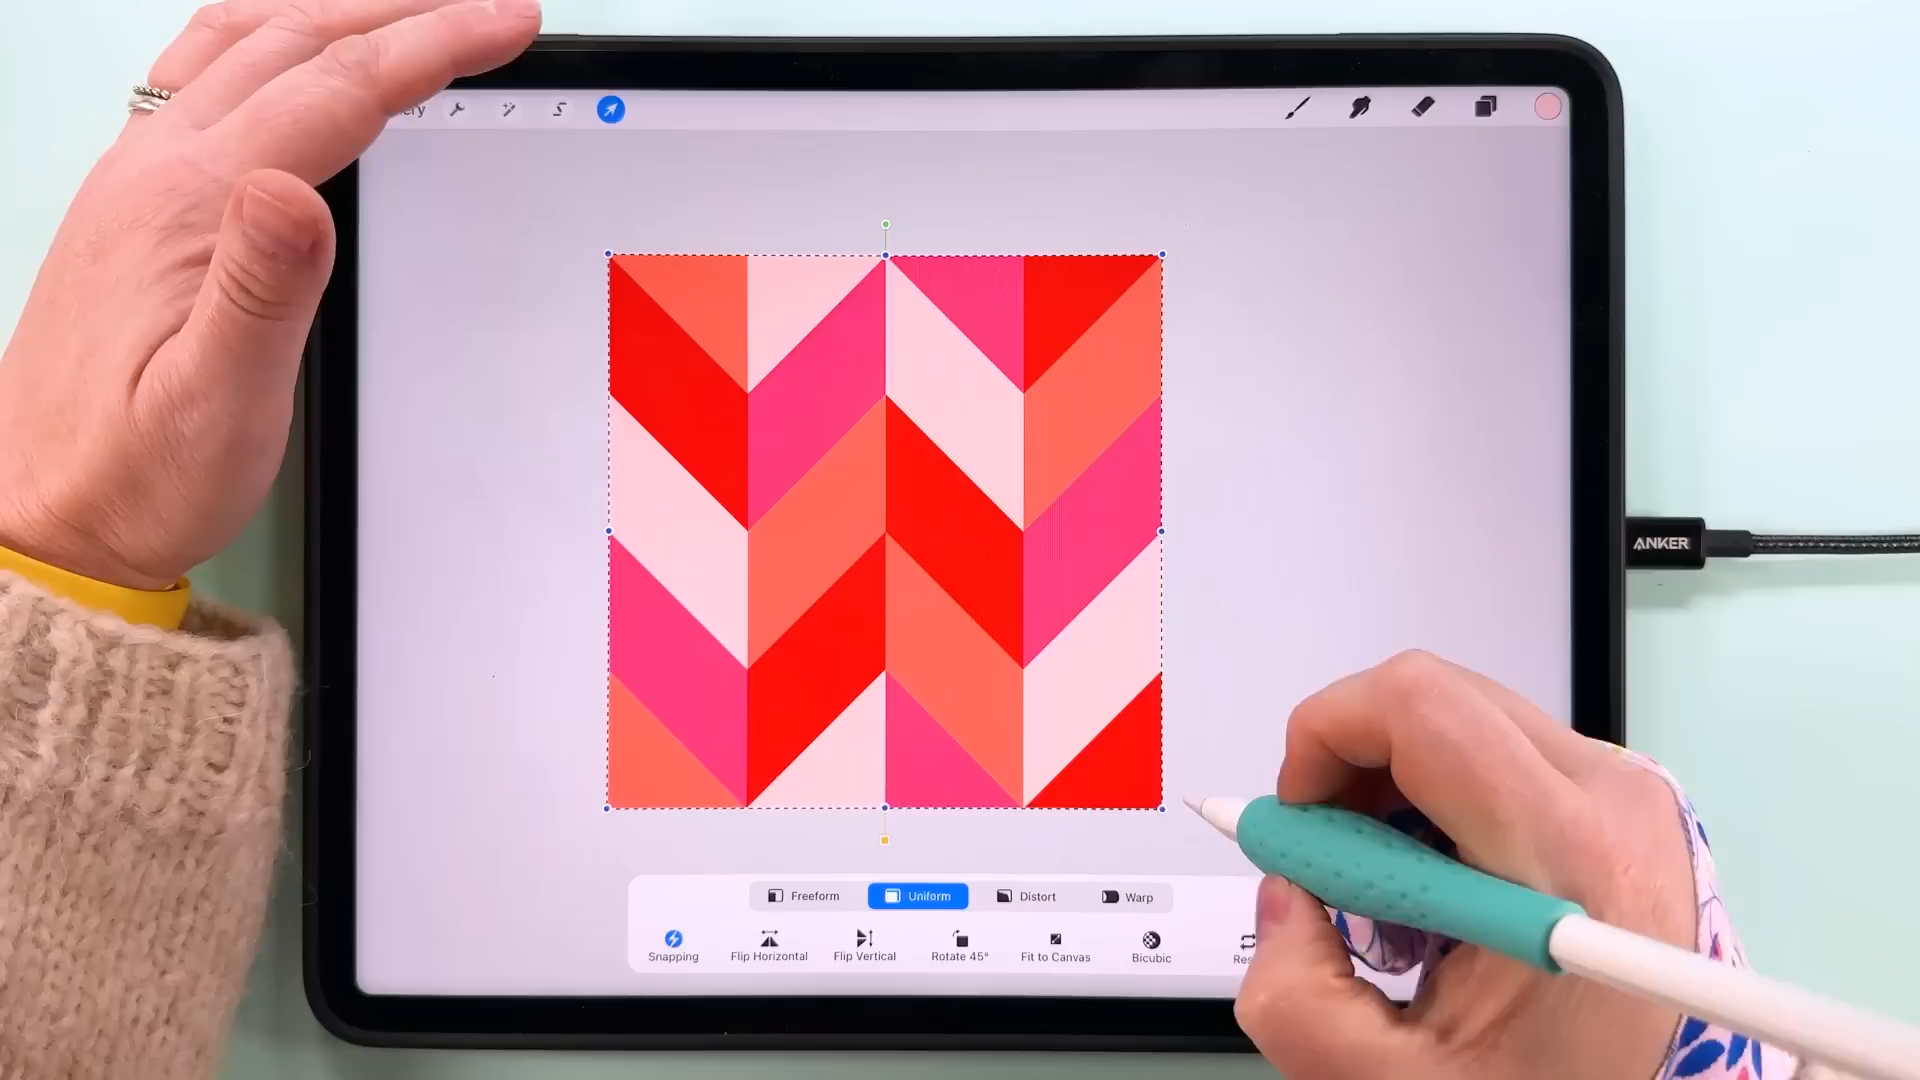 ANKER
Freeform Uniform Distort Warp
Snapping Flip Horizontal Flip Vertical Rotate 45° Fit to Canvas Bicubic